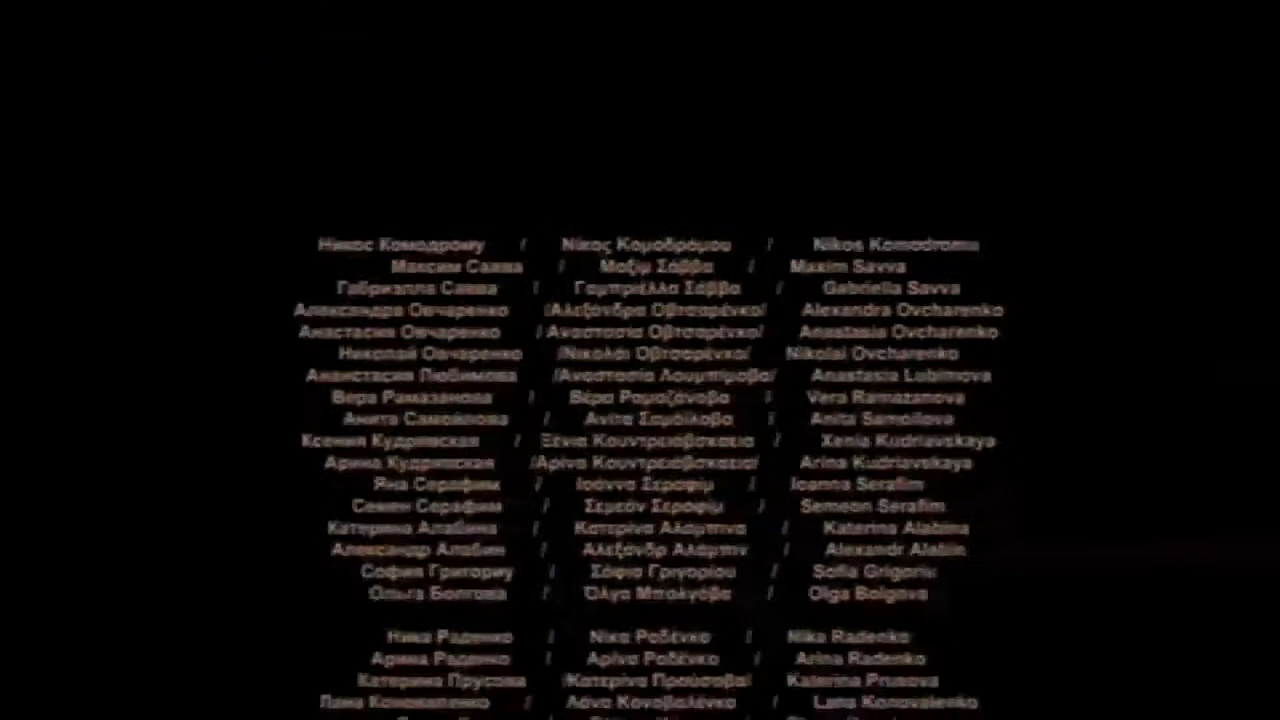 Никос Комодрому / Νίκος Κομοδρόμου / Nikos Komodromu
Максим Савва / Μαξίμ Σάββα / Maxim Savva
Габриэлла Савва / Γαμπριέλλα Σάββα / Gabriella Savva
Александра Овчаренко /Αλεξάνδρα Οβτσαρένκο/ Alexandra Ovcharenko
Анастасия Овчаренко / Αναστασία Οβτσαρένκο/ Anastasia Ovcharenko
Николай Овчаренко /Νικολάι Οβτσαρένκο/ Nikolai Ovcharenko
Анастасия Любимова /Αναστασία Λουμπίμοβα/ Anastasia Lubimova
Вера Рамазанова / Βέρα Ραμαζάνοβα / Vera Ramazanova
Анита Самойлова / Ανίτα Σαμόιλοβα / Anita Samoilova
Ксения Кудрявская / Ξένια Κουντριάβσκαεια / Xenia Kudriavskaya
Арина Кудрявская /Αρίνα Κουντριάβσκαεια/ Arina Kudriavskaya
Яна Серафим / Ιοάννα Σεραφίμ / Ioanna Serafim
Семен Серафим / Σεμεόν Σεραφίμ / Semeon Serafim
Катерина Алабина / Κατερίνα Αλάμπινα / Katerina Alabina
Александр Алабин / Αλεξάνδρ Αλάμπιν / Alexandr Alabin
София Григориу / Σόφια Γρηγορίου / Sofia Grigoriu
Ольга Болгова / Όλγα Μπολγόβα / Olga Bolgova
Ника Раденко / Νίκα Ραδένκο / Nika Radenko
Арина Раденко / Αρίνα Ραδένκο / Arina Radenko
Катерина Прусова /Κατερίνα Προύσοβα/ Katerina Prusova
Лана Коноваленко / Λάνα Κονοβαλένκο / Lana Konovalenko